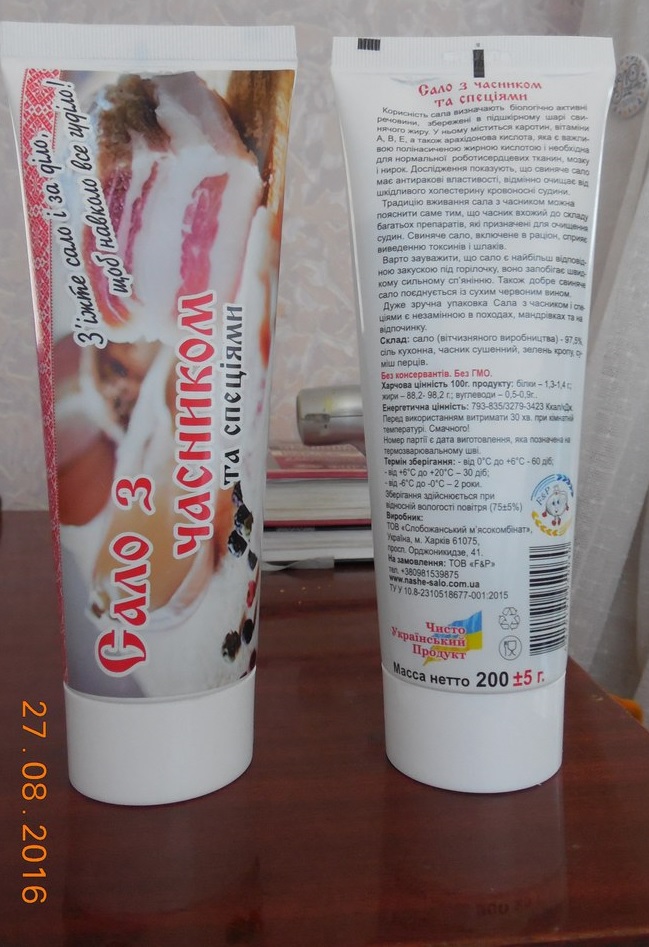 З'їжте сало і за діло,
щоб навколо все гуділо!
Сало з
часником
та спеціями
Сало з часником
та спеціями
Корисність сала визначають біологічно активні
речовини, збережені в підшкірному шарі сви-
нячого жиру. У ньому міститься каротин, вітаміни
А, В, Е, а також арахідонова кислота, яка є важли-
вою полінасиченою жирною кислотою і необхідна
для нормальної роботисердцевих тканин, мозку
і нирок. Дослідження показують, що свиняче сало
має антиракові властивості, відмінно очищає від
шкідливого холестерину кровоносні судини.
Традицію вживання сала з часником можна
пояснити саме тим, що часник вхожий до складу
багатьох препаратів, які призначені для очищення
судин. Свиняче сало, включене в раціон, сприяє
виведенню токсинів і шлаків.
Варто зауважити, що сало є найбільш відповід-
ною закускою під горілочку, воно запобігає швид-
кому сильному сп'янінню. Також добре свиняче
сало поєднується із сухим червоним вином.
Дуже зручна упаковка Сала з часником і спе-
ціями є незамінною в походах, мандрівках та на
відпочинку.
Склад: сало (вітчизняного виробництва) - 97,5%,
сіль кухонна, часник сушенний, зелень кропу, су-
міш перців.
Без консервантів. Без ГМО.
Харчова цінність 100г. продукту: білки – 1,3-1,4 г.;
жири – 88,2- 98,2 г.; вуглеводи – 0,5-0,9г..
Енергетична цінність: 793-835/3279-3423 Ккал/кДж.
Перед використанням витримати 30 хв. при кімнатній
температурі. Смачного!
Номер партії є дата виготовлення, яка позначена на
термозварювальному шві.
Термін зберігання: - від 0°С до +6°С - 60 діб;
- від +6°С до +20°С – 30 діб;
- від -6°С до -0°С – 2 роки.
Зберігання здійснюється при
відносній вологості повітря (75±5%)
Виробник:
ТОВ «Слобожанський м'ясокомбінат»,
Україна, м. Харків 61075,
просп. Орджоникидзе, 41.
На замовлення: ТОВ «F&P»
тел. +380981539875
www.nashe-salo.com.ua
ТУ У 10.8-2310518677-001:2015
F&P
Чисто
Український
Продукт
Масса нетто 200 ±5 г.
27.08.2016